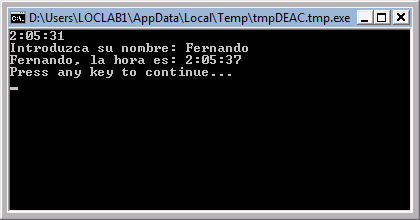 D:\Users\LOCLAB1\AppData\Local\Temp\tmpDEAC.tmp.exe
2:05:31
Introduzca su nombre: Fernando
Fernando, la hora es: 2:05:37
Press any key to continue...